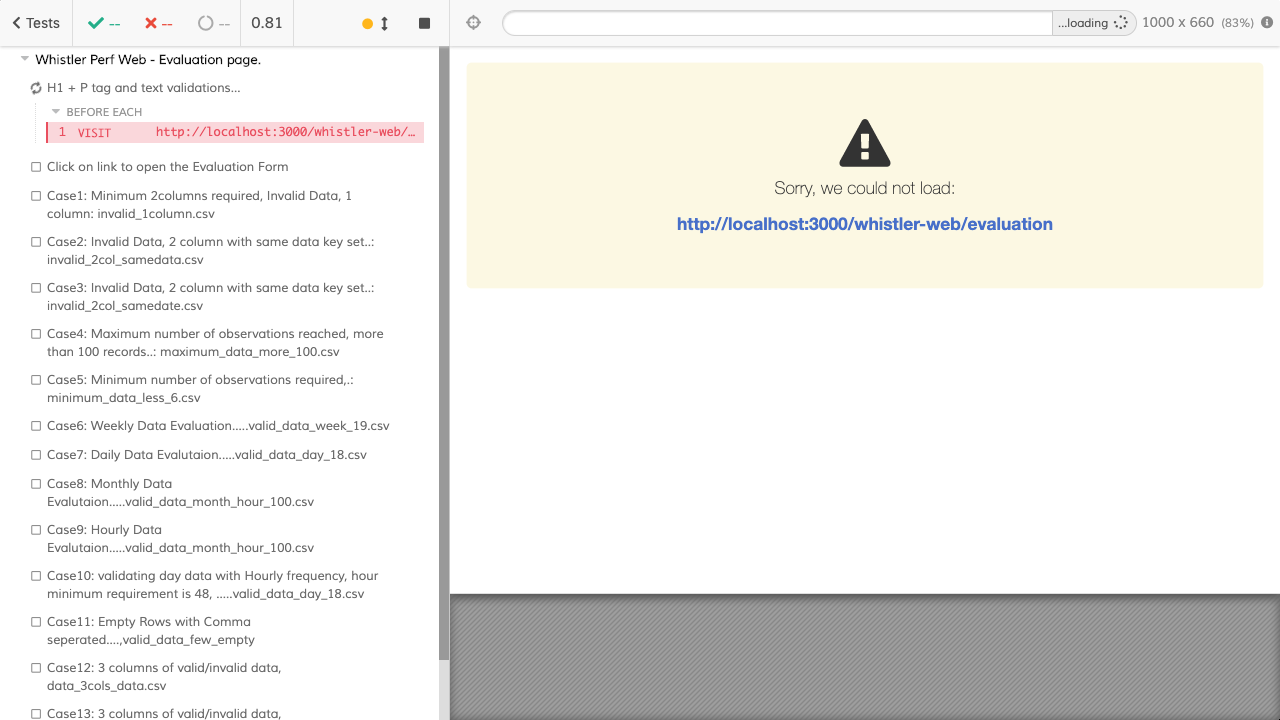 Tests
--
--
--
0.81
...loading
1000 x 660 (83%)
Whistler Perf Web - Evaluation page.
H1 + P tag and text validations...
BEFORE EACH
1 VISIT http://localhost:3000/whistler-web/…
Click on link to open the Evaluation Form
Case1: Minimum 2columns required, Invalid Data, 1
column: invalid_1column.csv
Case2: Invalid Data, 2 column with same data key set..:
invalid_2col_samedata.csv
Case3: Invalid Data, 2 column with same data key set..:
invalid_2col_samedate.csv
Case4: Maximum number of observations reached, more
than 100 records..: maximum_data_more_100.csv
Case5: Minimum number of observations required,.:
minimum_data_less_6.csv
Case6: Weekly Data Evaluation.....valid_data_week_19.csv
Case7: Daily Data Evalutaion.....valid_data_day_18.csv
Case8: Monthly Data
Evalutaion.....valid_data_month_hour_100.csv
Case9: Hourly Data
Evalutaion.....valid_data_month_hour_100.csv
Case10: validating day data with Hourly frequency, hour
minimum requirement is 48, .....valid_data_day_18.csv
Case11: Empty Rows with Comma
seperated....,valid_data_few_empty
Case12: 3 columns of valid/invalid data,
data_3cols_data.csv
Case13: 3 columns of valid/invalid data,
Sorry, we could not load:
http://localhost:3000/whistler-web/evaluation